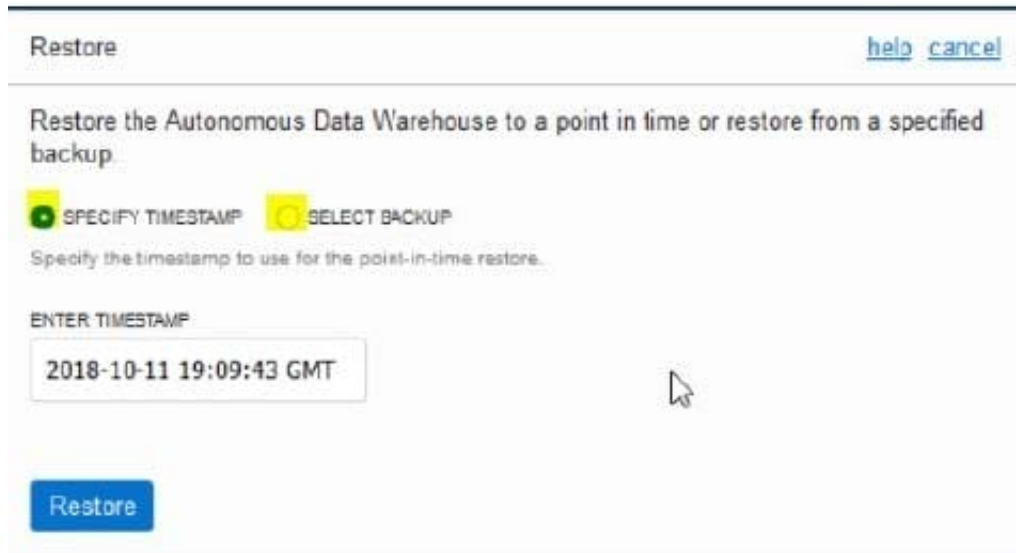 Restore help cancel
Restore the Autonomous Data Warehouse to a point in time or restore from a specified
backup.
SPECIFY TIMESTAMP SELECT BACKUP
Specify the timestamp to use for the point-in-time restore.
ENTER TIMESTAMP
2018-10-11 19:09:43 GMT
Restore